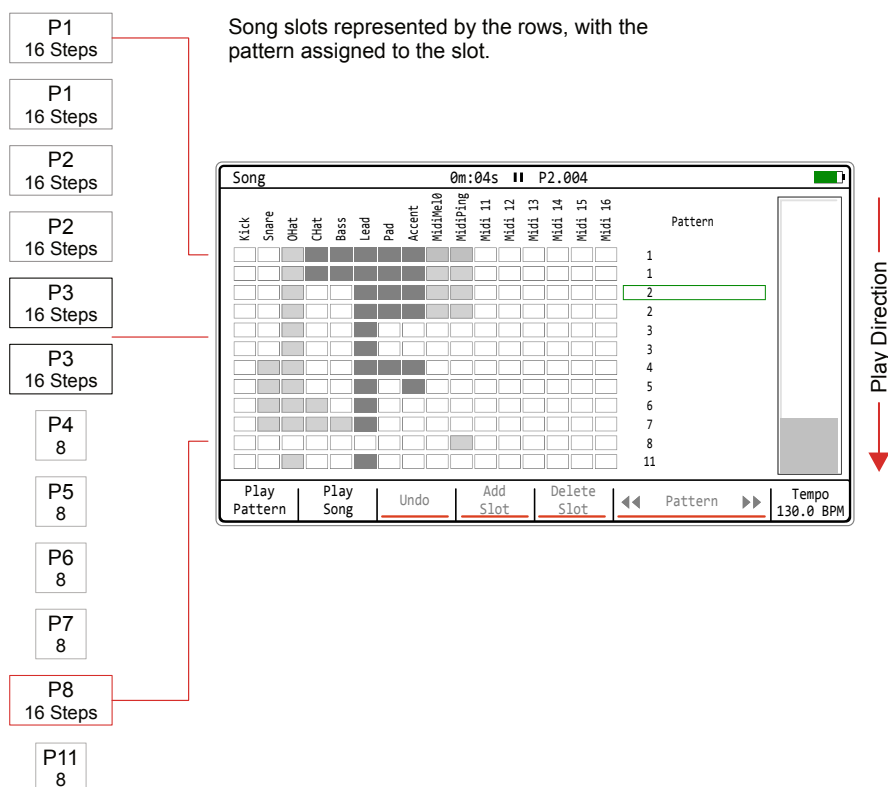 P1
16 Steps
P1
16 Steps
P2
16 Steps
P2
16 Steps
P3
16 Steps
P3
16 Steps
P4
8
P5
8
P6
8
P7
8
P8
16 Steps
P11
8
Song slots represented by the rows, with the
pattern assigned to the slot.
Song 0m:04s P2.004
Kick
Snare
OHat
CHat
Bass
Lead
Pad
Accent
MidiMel0
MidiPing
Midi 11
Midi 12
Midi 13
Midi 14
Midi 15
Midi 16
Pattern
1
1
2
2
3
3
4
5
6
7
8
11
Play
Pattern
Play
Song
Undo
Add
Slot
Delete
Slot
Pattern
Tempo
130.0 BPM
Play Direction